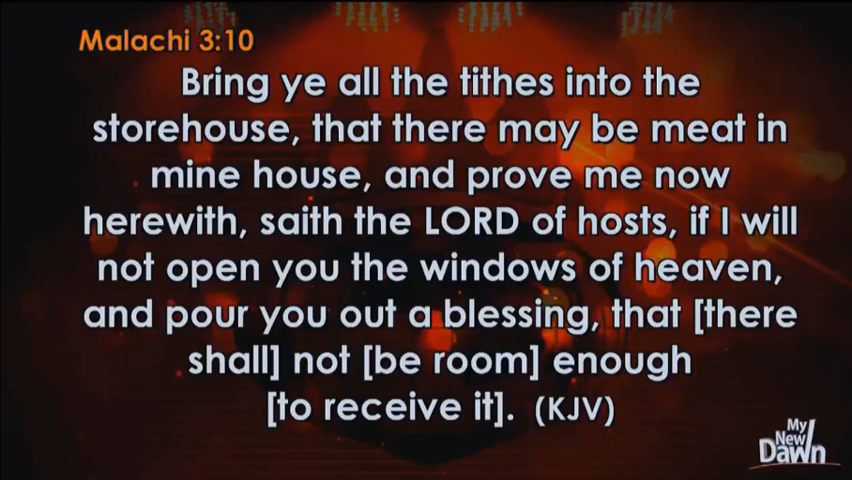 Malachi 3:10
Bring ye all the tithes into the
storehouse, that there may be meat in
mine house, and prove me now
herewith, saith the LORD of hosts, if I will
not open you the windows of heaven,
and pour you out a blessing, that [there
shall] not [be room] enough
[to receive it]. (KJV)
My
New
Dawn